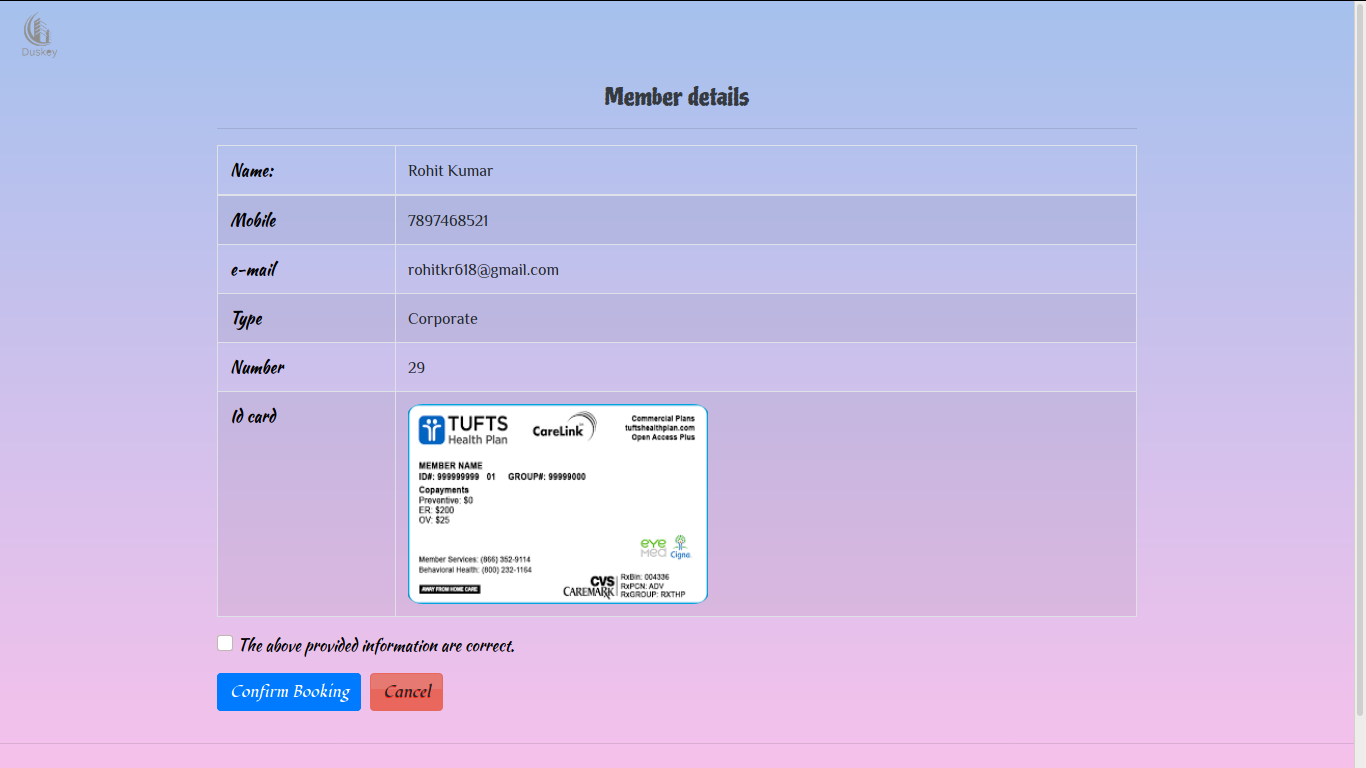 Duskey
Member details
Name: Rohit Kumar
Mobile 7897468521
e-mail rohitkr618@gmail.com
Type Corporate
Number 29
Id card
TUFTS
Health Plan
CareLink
Commercial Plans
tuftshealthplan.com
Open Access Plus
MEMBER NAME
ID#: 999999999 01 GROUP#: 99999000
Copayments
Preventive: $0
ER: $200
OV: $25
eye
med
Cigna
Member Services: (866) 352-9114
Behavioral Health: (800) 232-1164
AWAY FROM HOME CARE
CVS
CAREMARK
RxBin: 004336
RxPCN: ADV
RxGROUP: RXTHP
The above provided information are correct.
Confirm Booking Cancel